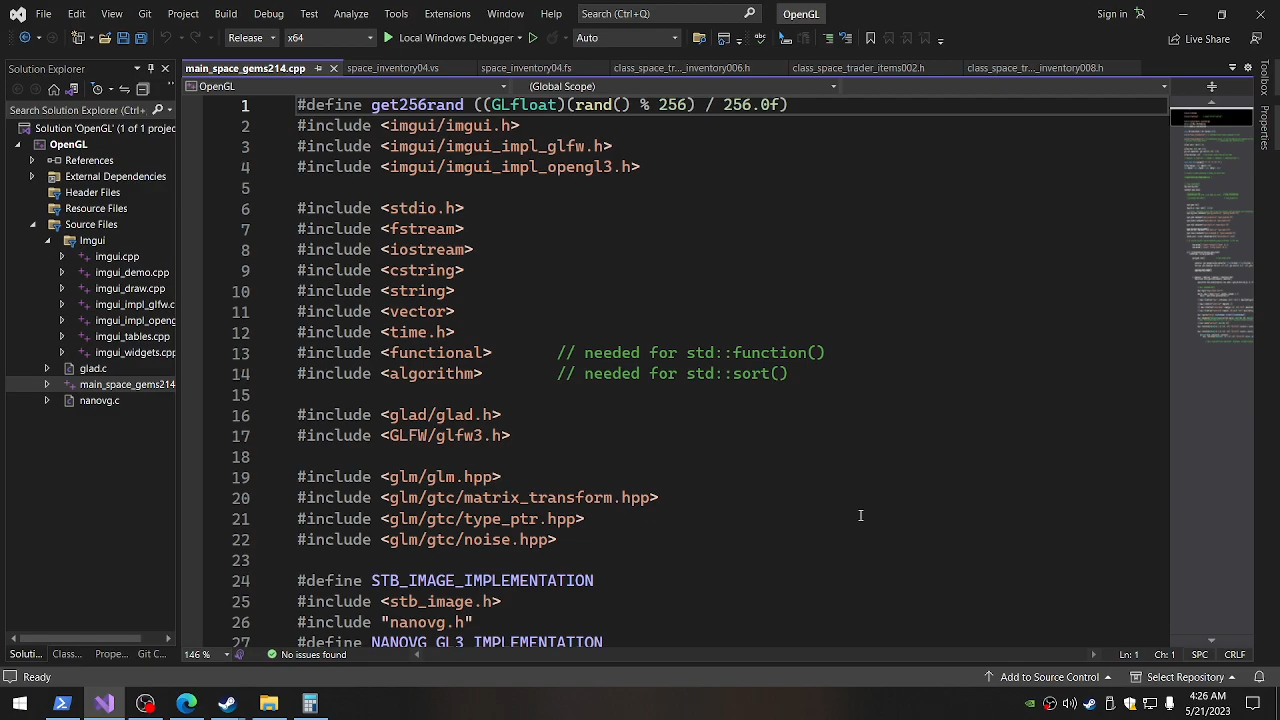 File Edit View Git Project Build Debug Test Analyze Tools Extensions Window Help Search (Ctrl+Q) OpenGL Sign in
Release x64 Local Windows Debugger Auto Live Share
Solution Explorer
main_space_gems214.cpp space_inventory04.vs space_inventory04.fs class_space_tr..._inventory006.h class_space_trader_items002.h class_space_tr..._inventory008.h
OpenGL (Global Scope)
Search Solution Explorer (Ctrl
Solution 'OpenGL' (1 of 1 project
OpenGL
References
Header Files
imgui.cpp
imgui_demo.cpp
imgui_draw.cpp
imgui_impl_glfw.c
imgui_tables.cpp
imgui_widgets.cpp
glad.c
main_space_gems214
nanovg.c
1 #define get256rand ((GLfloat)(rand() % 256) / 256.0f)
2 #include <imgui/imgui.h>
3 #include <imgui/imgui_impl_glfw.h>
4 #include <imgui/imgui_impl_opengl3.h>
5
6 #include <stdio.h>
7 #include <fstream>
8 #include <iostream>
9 #include <cstring>
10 #include <string>
11 #include <vector>
12 #include <time.h>
13 #include <functional> // needed for std::function()
14 #include <algorithm> // needed for std::sort()
15
16 #include <glad/glad.h>
17 #include <GLFW/glfw3.h>
18
19 #include <glm/glm.hpp>
20 #include <glm/gtc/matrix_transform.hpp>
21 #include <glm/gtc/type_ptr.hpp>
22 #include <glm/gtc/noise.hpp>
23
24 #define STB_IMAGE_IMPLEMENTATION
25 #include <stb_image.h>
26 #include "nanovg.h"
27 #define NANOVG_GL3_IMPLEMENTATION
Toolbox
Soluti... Class... Prope... Git C...
146 % No issues found Ln: 1 Ch: 1 SPC CRLF
Ready Add to Source Control Select Repository
4:26 AM
5/21/2023